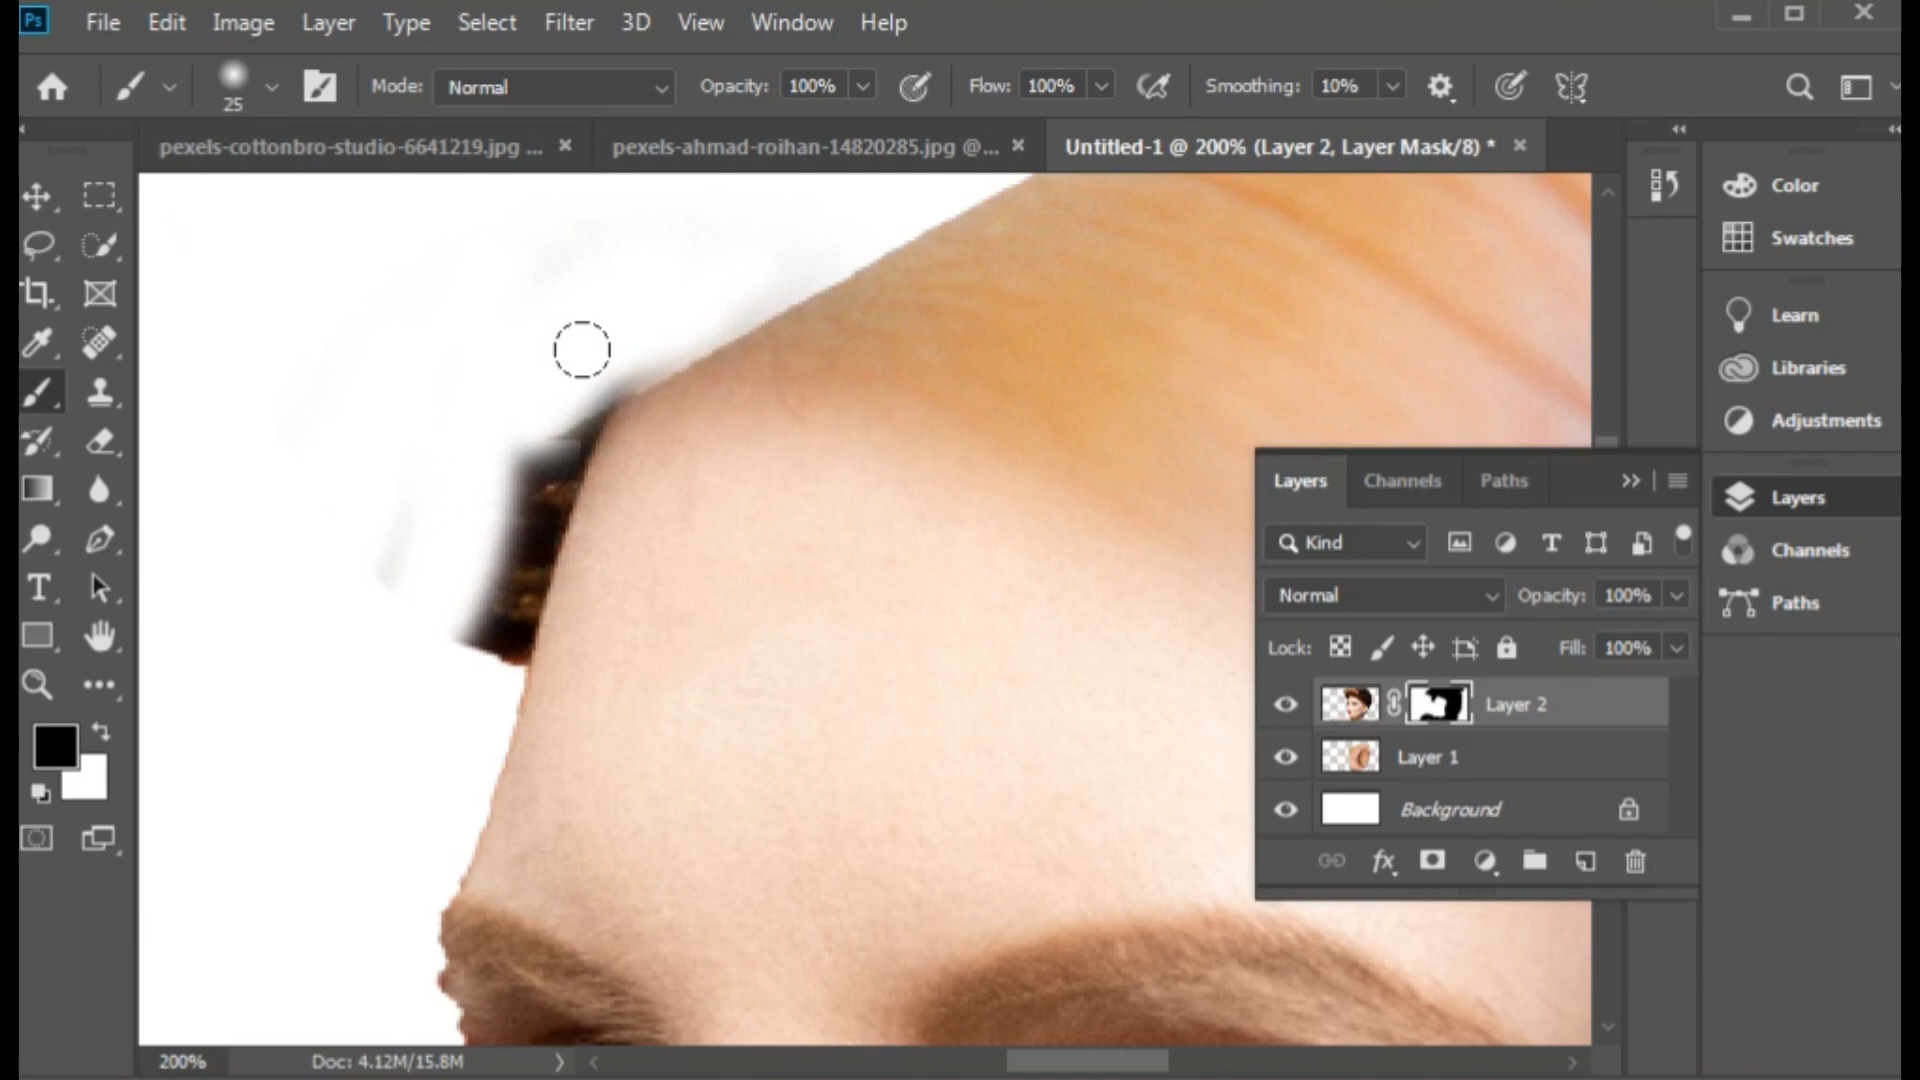 Ps File Edit Image Layer Type Select Filter 3D View Window Help
25 Mode: Normal Opacity: 100% Flow: 100% Smoothing: 10%
pexels-cottonbro-studio-6641219.jpg ... × pexels-ahmad-roihan-14820285.jpg @... × Untitled-1 @ 200% (Layer 2, Layer Mask/8) * ×
Color
Swatches
Learn
Libraries
Adjustments
Layers
Channels
Paths
Layers Channels Paths
Kind
Normal Opacity: 100%
Lock: Fill: 100%
Layer 2
Layer 1
Background
fx
200% Doc: 4.12M/15.8M